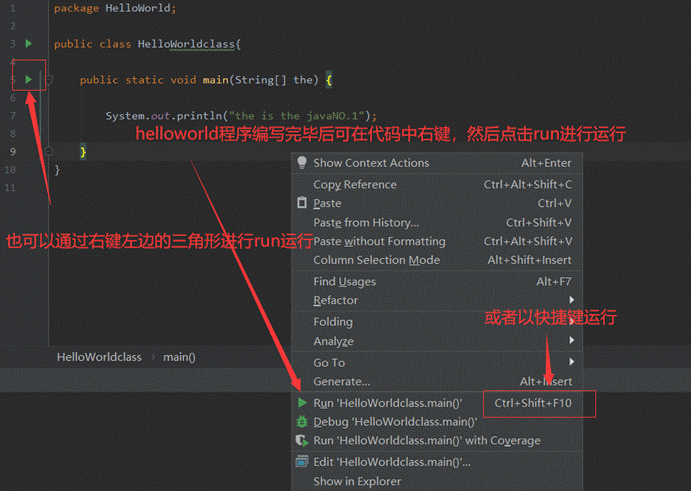 1 package HelloWorld;
2
3 public class HelloWorldclass{
4
5 public static void main(String[] the) {
6
7 System.out.println("the is the javaNO.1");
helloworld程序编写完毕后可在代码中右键，然后点击run进行运行
9 }
10 }
11
Show Context Actions Alt+Enter
Copy Reference Ctrl+Alt+Shift+C
Paste Ctrl+V
Paste from History... Ctrl+Shift+V
也可以通过右键左边的三角形进行run运行
Paste without Formatting Ctrl+Alt+Shift+V
Column Selection Mode Alt+Shift+Insert
Find Usages Alt+F7
Refactor
或者以快捷键运行
Folding
Analyze
HelloWorldclass › main()
Go To
Generate... Alt+Insert
Run 'HelloWorldclass.main()' Ctrl+Shift+F10
Debug 'HelloWorldclass.main()'
Run 'HelloWorldclass.main()' with Coverage
Edit 'HelloWorldclass.main()'...
Show in Explorer